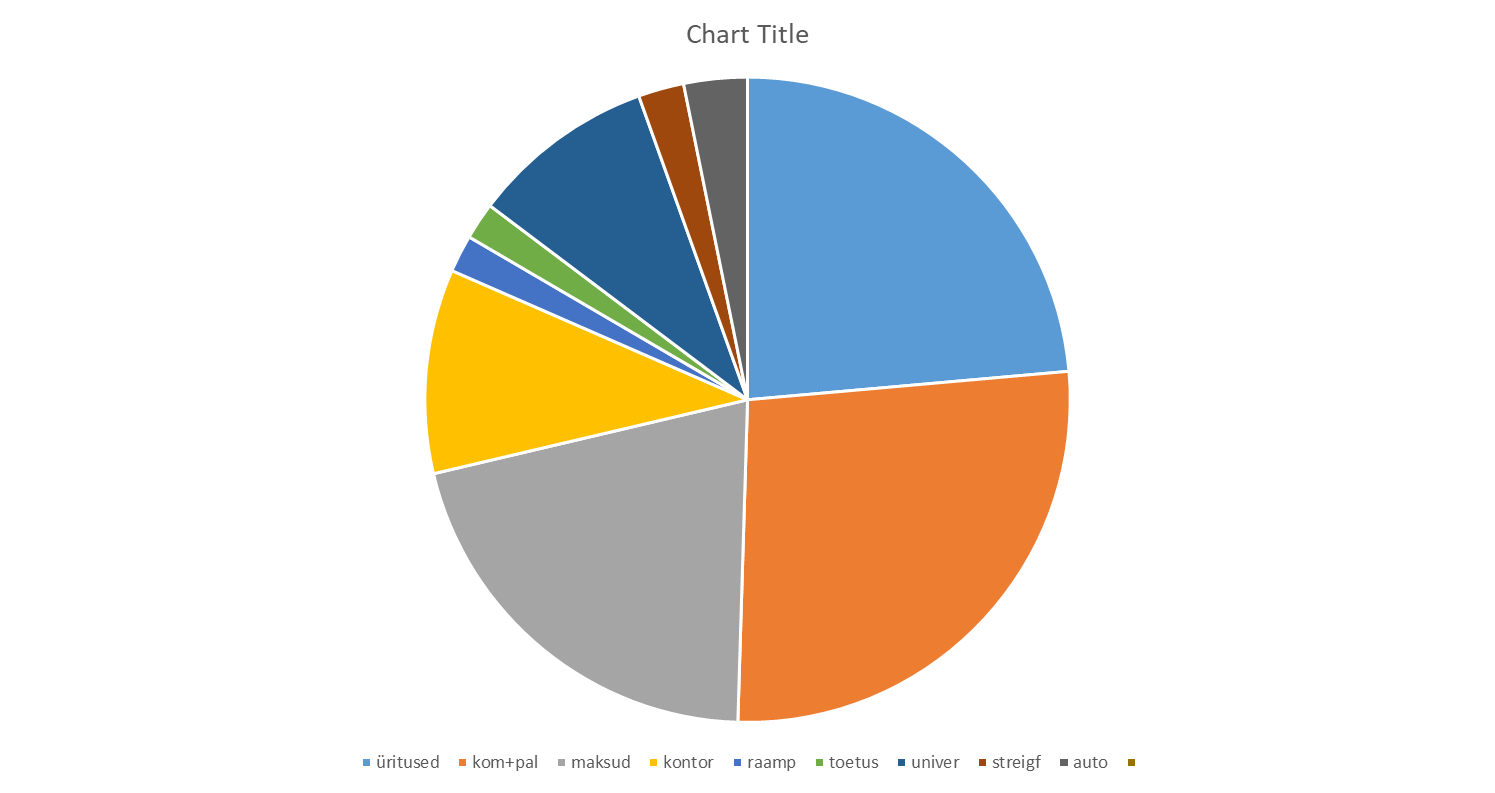 Chart Title
üritused kom+pal maksud kontor raamp toetus univer streigf auto